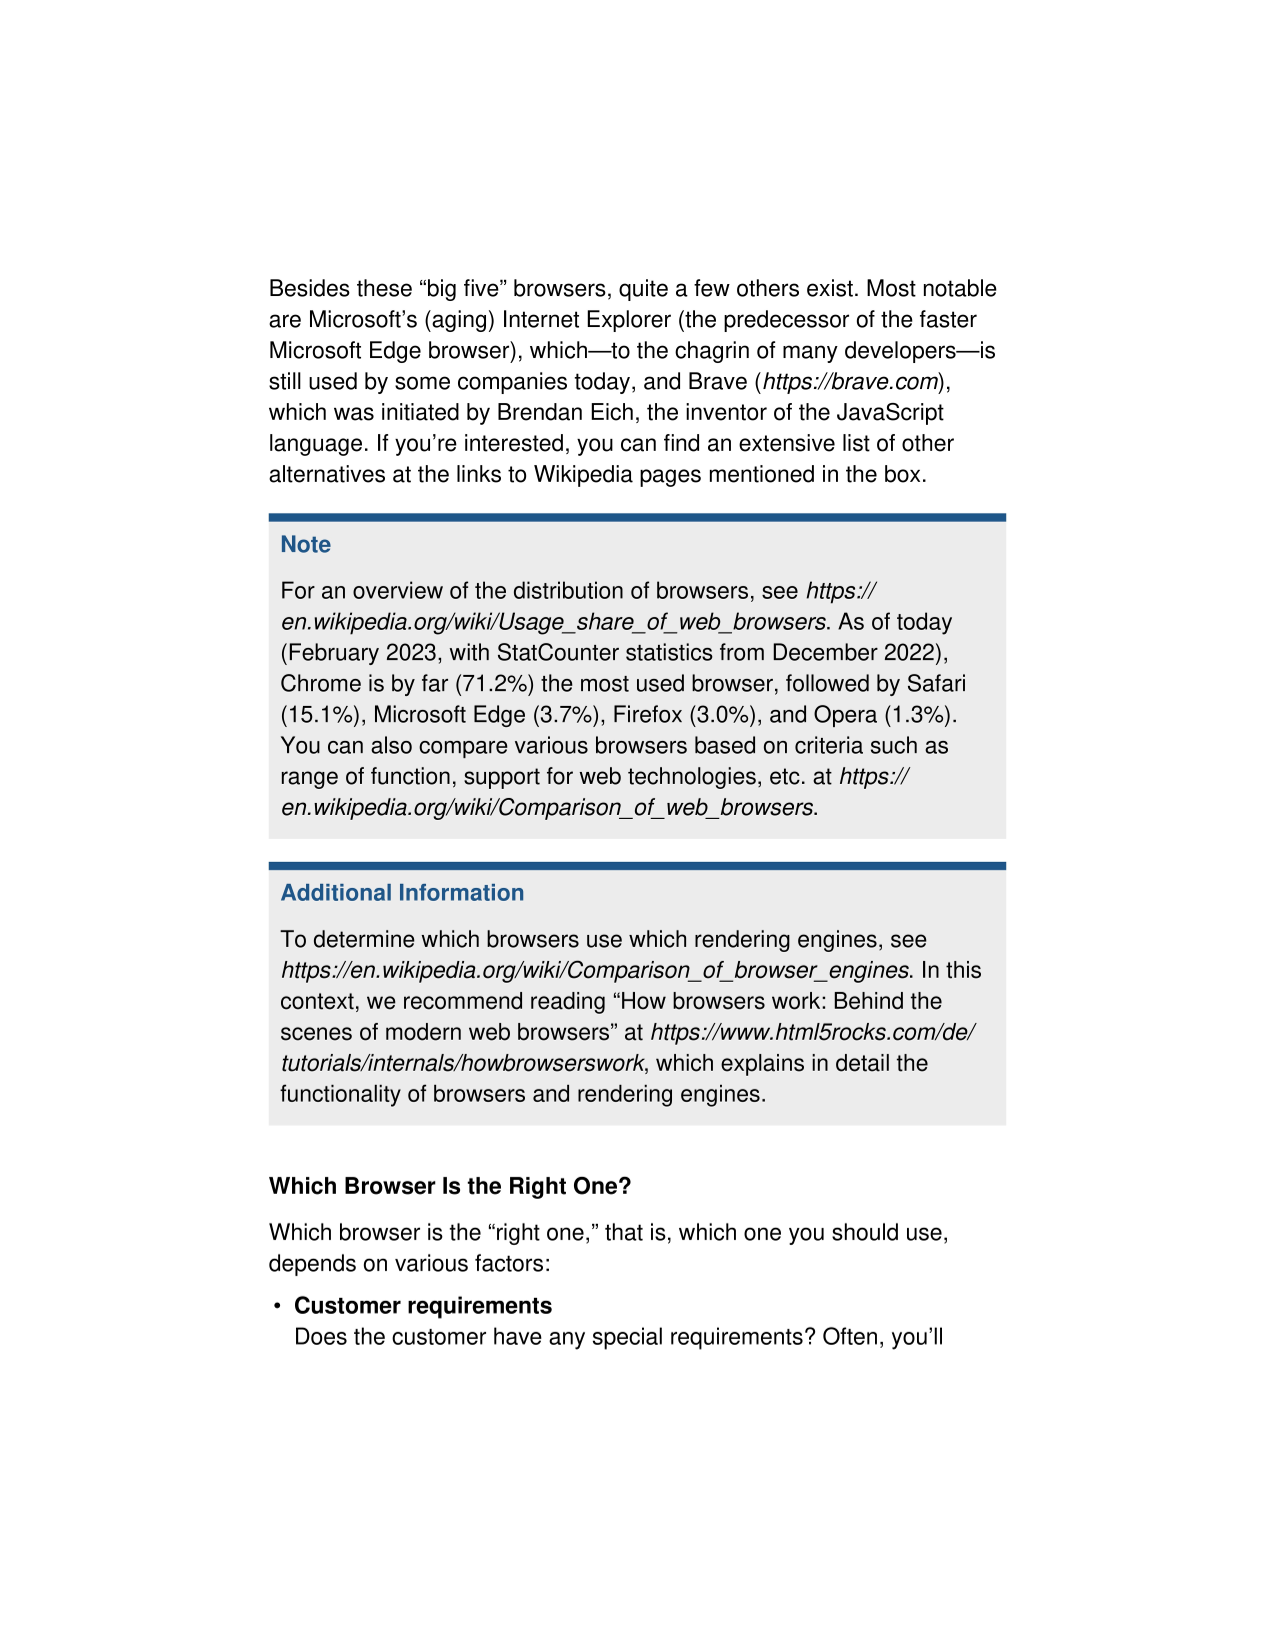 Besides these “big five” browsers, quite a few others exist. Most notable
are Microsoft’s (aging) Internet Explorer (the predecessor of the faster
Microsoft Edge browser), which—to the chagrin of many developers—is
still used by some companies today, and Brave (https://brave.com),
which was initiated by Brendan Eich, the inventor of the JavaScript
language. If you’re interested, you can find an extensive list of other
alternatives at the links to Wikipedia pages mentioned in the box.
Note
For an overview of the distribution of browsers, see https://
en.wikipedia.org/wiki/Usage_share_of_web_browsers. As of today
(February 2023, with StatCounter statistics from December 2022),
Chrome is by far (71.2%) the most used browser, followed by Safari
(15.1%), Microsoft Edge (3.7%), Firefox (3.0%), and Opera (1.3%).
You can also compare various browsers based on criteria such as
range of function, support for web technologies, etc. at https://
en.wikipedia.org/wiki/Comparison_of_web_browsers.
Additional Information
To determine which browsers use which rendering engines, see
https://en.wikipedia.org/wiki/Comparison_of_browser_engines. In this
context, we recommend reading “How browsers work: Behind the
scenes of modern web browsers” at https://www.html5rocks.com/de/
tutorials/internals/howbrowserswork, which explains in detail the
functionality of browsers and rendering engines.
Which Browser Is the Right One?
Which browser is the “right one,” that is, which one you should use,
depends on various factors:
• Customer requirements
Does the customer have any special requirements? Often, you’ll